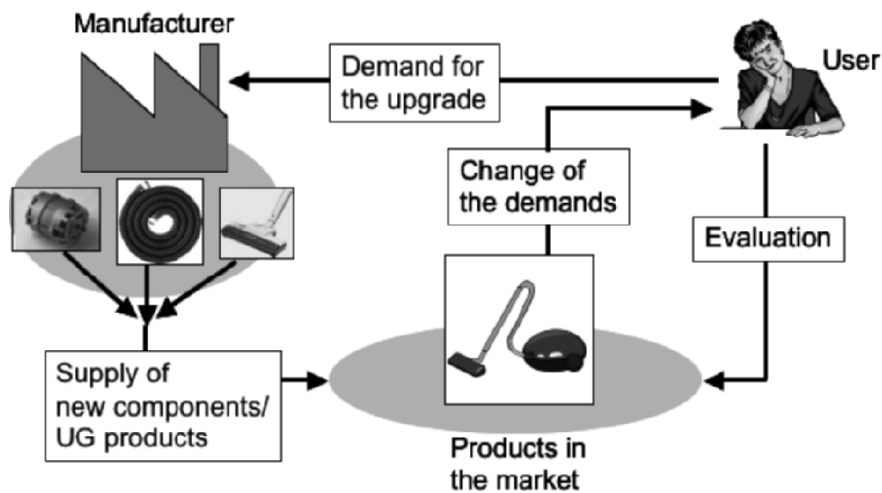 Manufacturer
Demand for
the upgrade
User
Change of
the demands
Evaluation
Supply of
new components/
UG products
Products in
the market